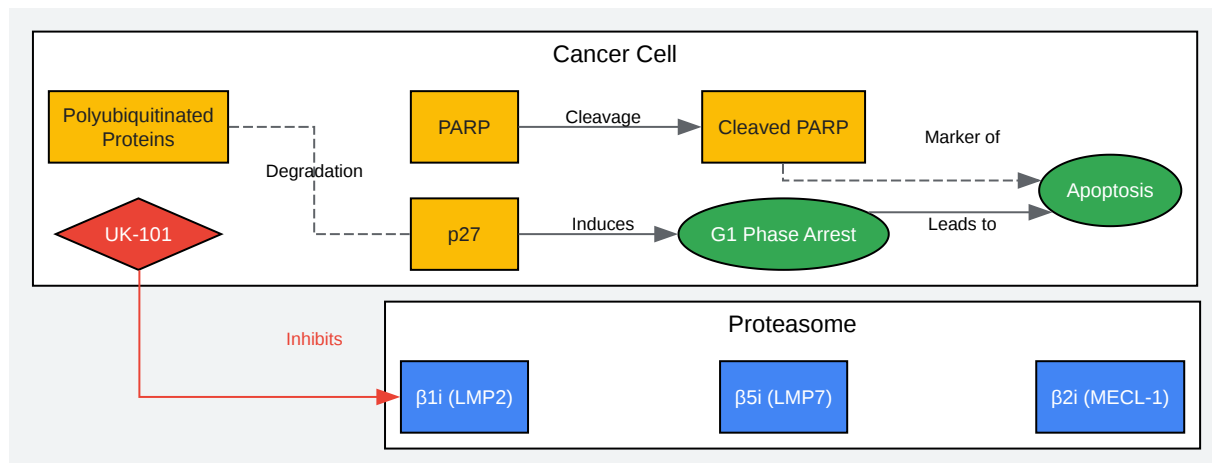 Cancer Cell
Polyubiquitinated
Proteins
PARP
Cleavage
Cleaved PARP
Marker of
Degradation
Apoptosis
UK-101
p27
Induces
G1 Phase Arrest
Leads to
Inhibits
Proteasome
β1i (LMP2)
β5i (LMP7)
β2i (MECL-1)